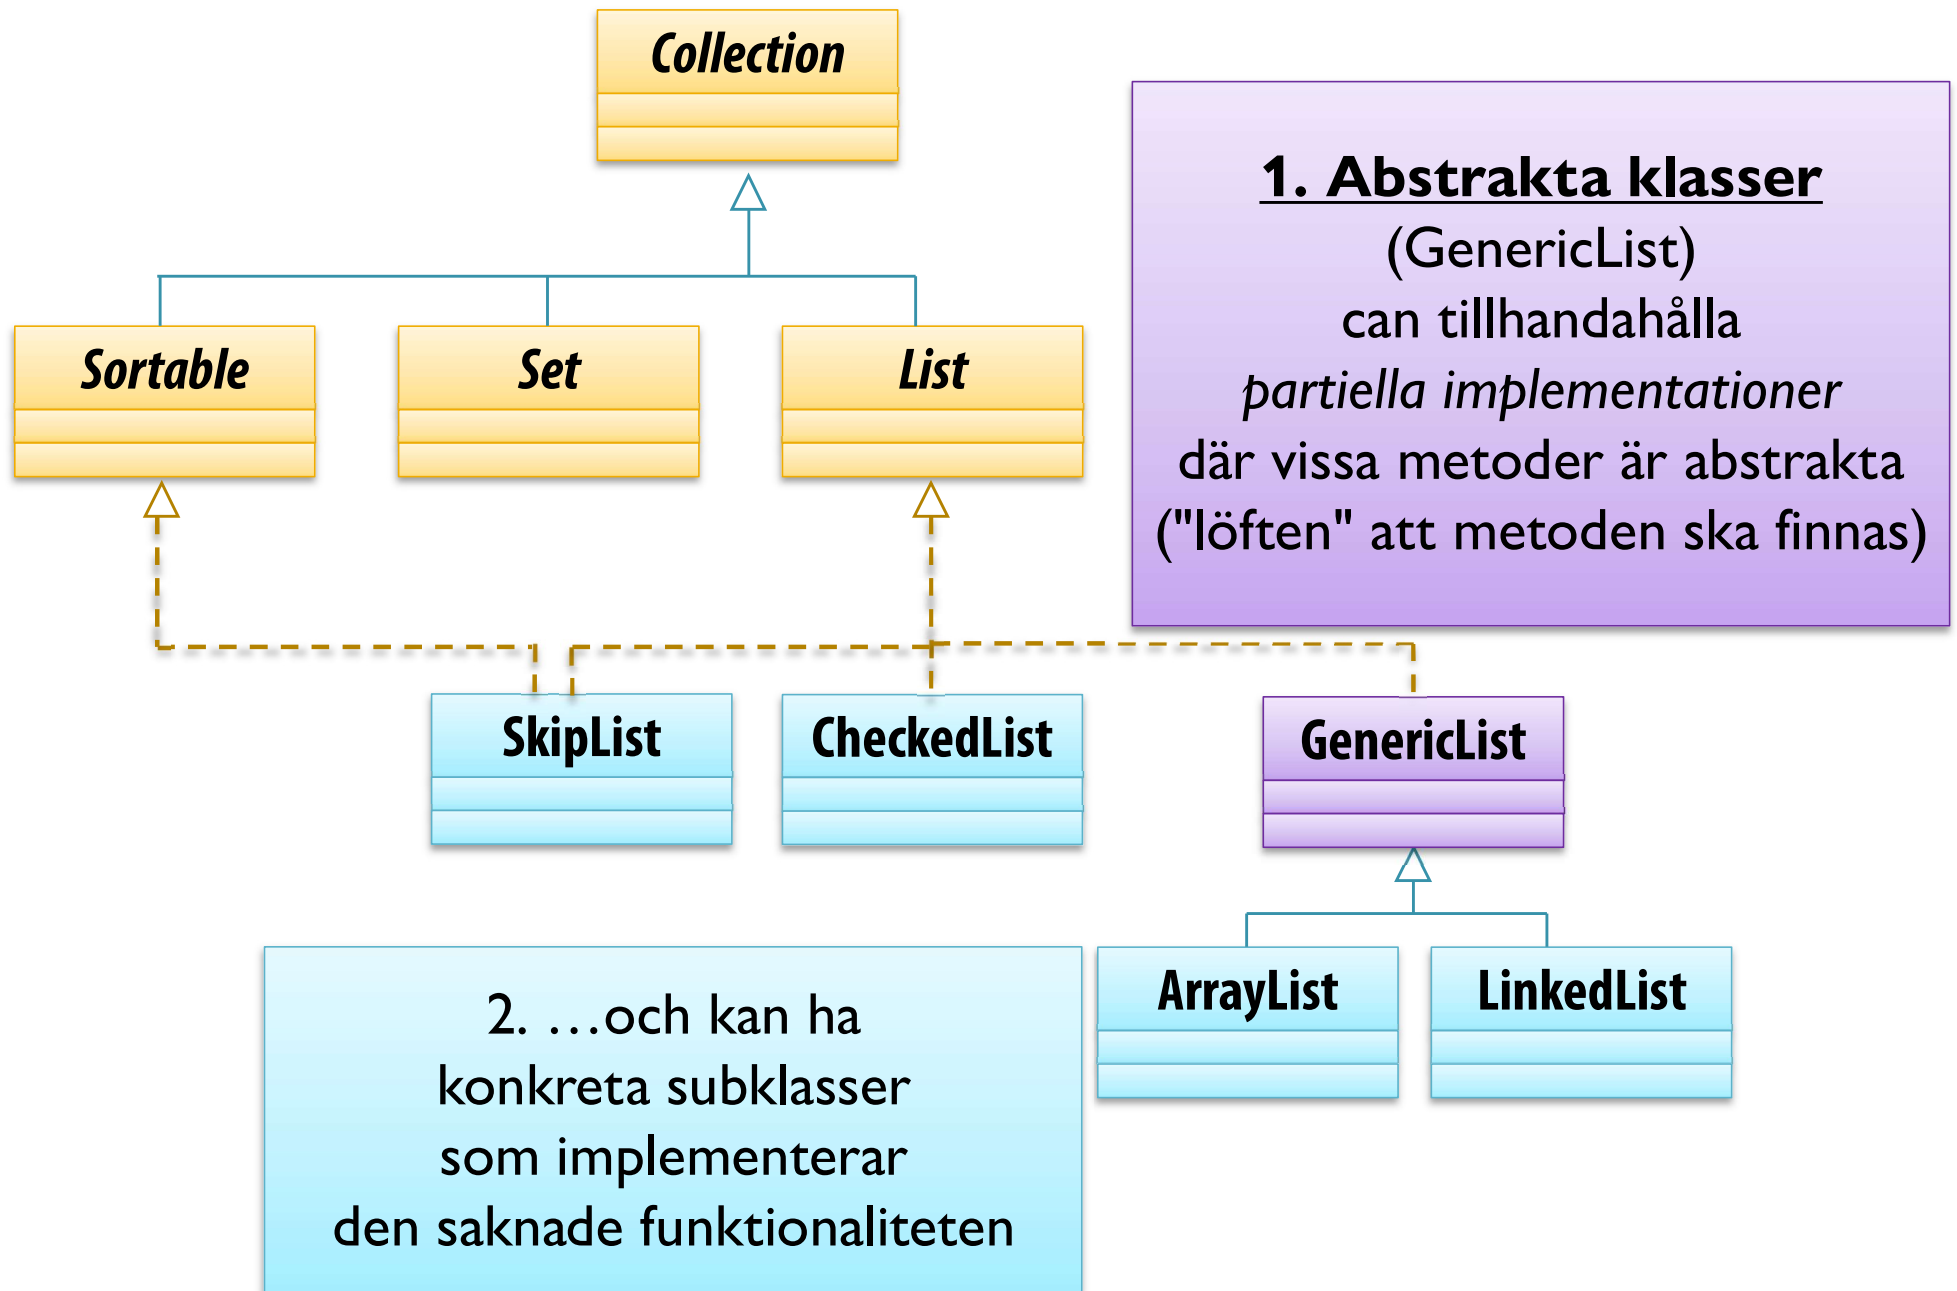 Collection
1. Abstrakta klasser
(GenericList)
can tillhandahålla
partiella implementationer
där vissa metoder är abstrakta
("löften" att metoden ska finnas)
Sortable
Set
List
SkipList
CheckedList
GenericList
ArrayList
LinkedList
2. …och kan ha
konkreta subklasser
som implementerar
den saknade funktionaliteten